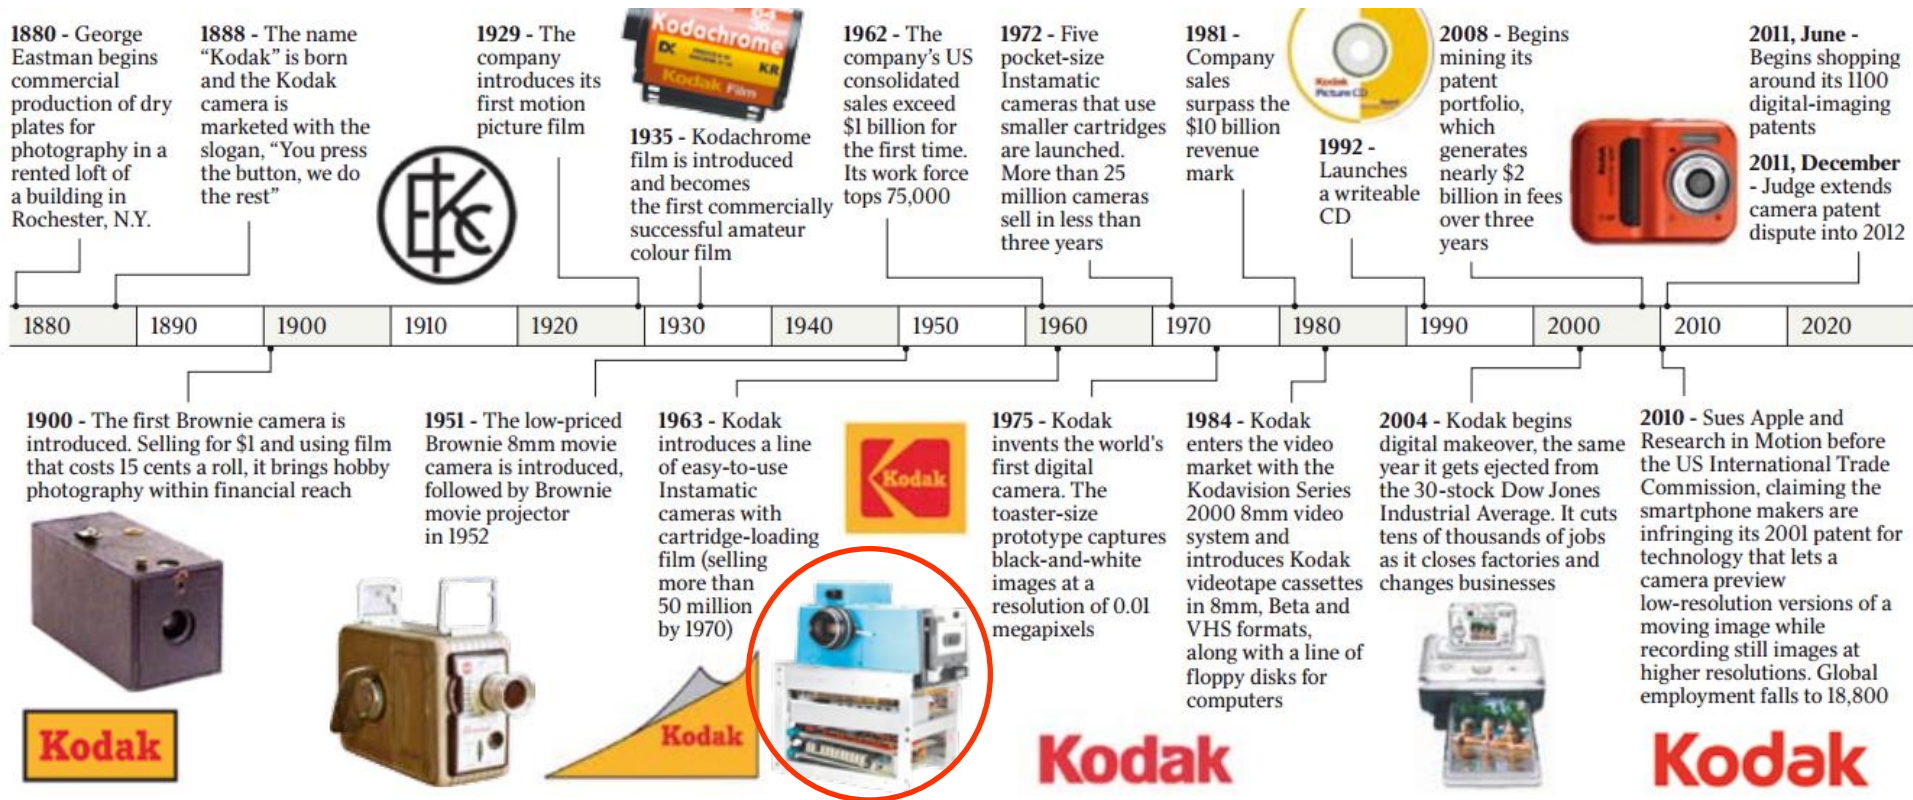 1880 - George
Eastman begins
commercial
production of dry
plates for
photography in a
rented loft of
a building in
Rochester, N.Y.
1888 - The name
“Kodak” is born
and the Kodak
camera is
marketed with the
slogan, “You press
the button, we do
the rest”
EKC
1929 - The
company
introduces its
first motion
picture film
Kodachrome
DX
KR
Kodak Film
1935 - Kodachrome
film is introduced
and becomes
the first commercially
successful amateur
colour film
1962 - The
company’s US
consolidated
sales exceed
$1 billion for
the first time.
Its work force
tops 75,000
1972 - Five
pocket-size
Instamatic
cameras that use
smaller cartridges
are launched.
More than 25
million cameras
sell in less than
three years
1981 -
Company
sales
surpass the
$10 billion
revenue
mark
Kodak
Picture CD
1992 -
Launches
a writeable
CD
2008 - Begins
mining its
patent
portfolio,
which
generates
nearly $2
billion in fees
over three
years
Kodak
2011, June -
Begins shopping
around its 1100
digital-imaging
patents
2011, December
- Judge extends
camera patent
dispute into 2012
1880 1890 1900 1910 1920 1930 1940 1950 1960 1970 1980 1990 2000 2010 2020
1900 - The first Brownie camera is
introduced. Selling for $1 and using film
that costs 15 cents a roll, it brings hobby
photography within financial reach
Kodak
1951 - The low-priced
Brownie 8mm movie
camera is introduced,
followed by Brownie
movie projector
in 1952
1963 - Kodak
introduces a line
of easy-to-use
Instamatic
cameras with
cartridge-loading
film (selling
more than
50 million
by 1970)
Kodak
Kodak
1975 - Kodak
invents the world's
first digital
camera. The
toaster-size
prototype captures
black-and-white
images at a
resolution of 0.01
megapixels
Kodak
1984 - Kodak
enters the video
market with the
Kodavision Series
2000 8mm video
system and
introduces Kodak
videotape cassettes
in 8mm, Beta and
VHS formats,
along with a line of
floppy disks for
computers
2004 - Kodak begins
digital makeover, the same
year it gets ejected from
the 30-stock Dow Jones
Industrial Average. It cuts
tens of thousands of jobs
as it closes factories and
changes businesses
2010 - Sues Apple and
Research in Motion before
the US International Trade
Commission, claiming the
smartphone makers are
infringing its 2001 patent for
technology that lets a
camera preview
low-resolution versions of a
moving image while
recording still images at
higher resolutions. Global
employment falls to 18,800
Kodak